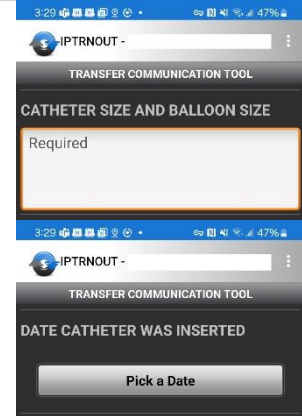 3:29
47%
IPTRNOUT -
TRANSFER COMMUNICATION TOOL
CATHETER SIZE AND BALLOON SIZE
Required
3:29
47%
IPTRNOUT -
TRANSFER COMMUNICATION TOOL
DATE CATHETER WAS INSERTED
Pick a Date